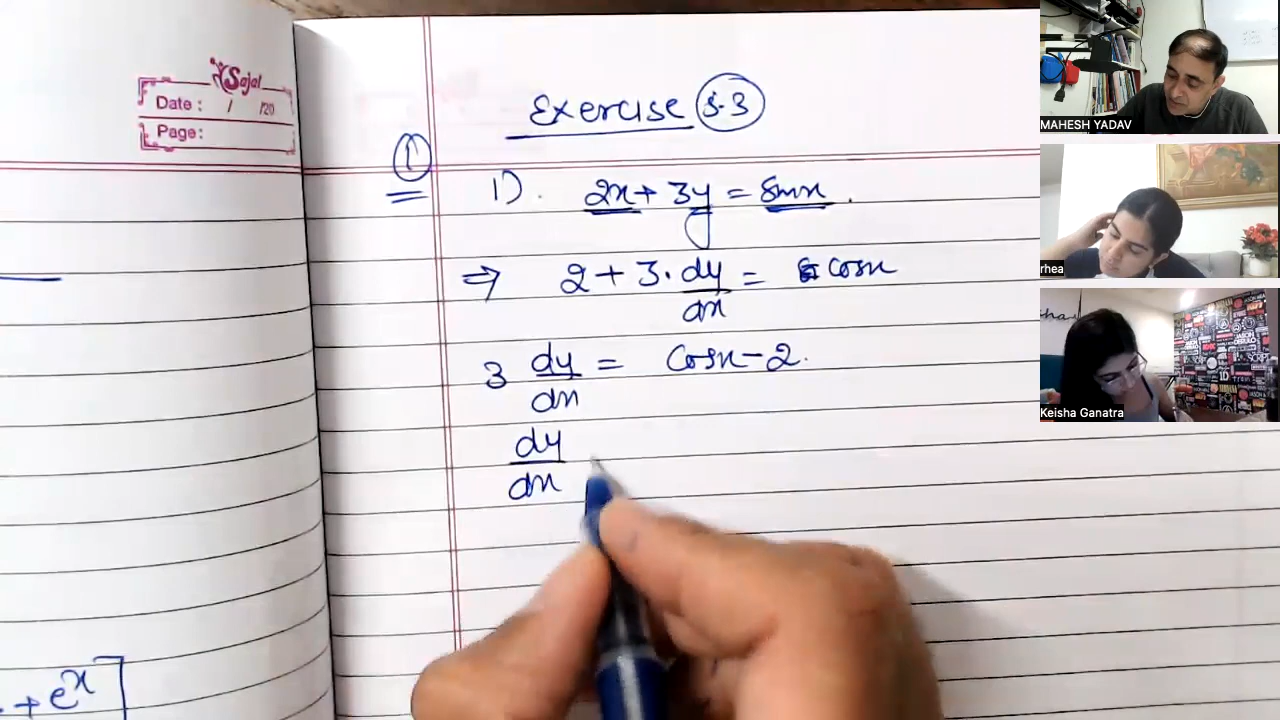 Sajal
Date : / /20
Page:
Exercise 5.3
①
1). 2x + 3y = sinx.
⇒ 2 + 3. dy/dx = cosx
3 dy/dx = cosx - 2.
dy/dx
+ e^x
MAHESH YADAV
rhea
Keisha Ganatra